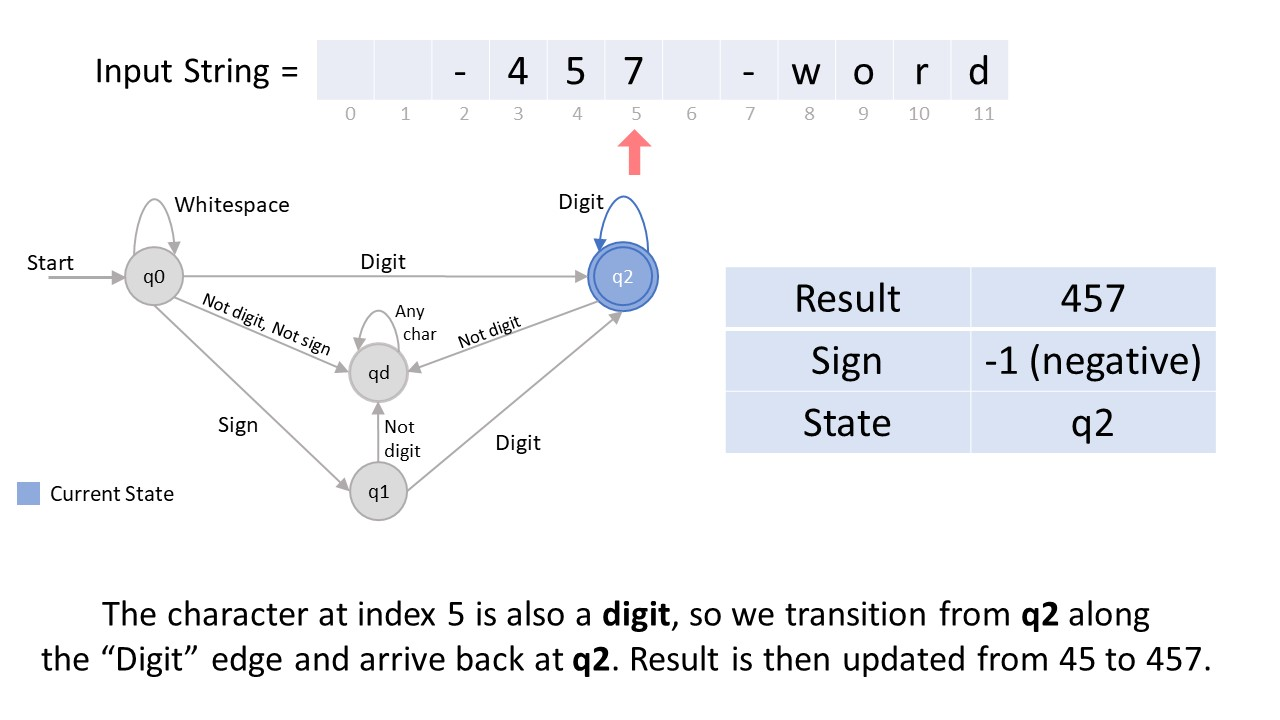 Input String = - 4 5 7 - w o r d
0 1 2 3 4 5 6 7 8 9 10 11
Whitespace
Digit
Start
Digit
q0
q2
Not digit, Not sign
Any
char
Not digit
qd
Sign
Not
digit
Digit
q1
Current State
Result 457
Sign -1 (negative)
State q2
The character at index 5 is also a digit, so we transition from q2 along
the “Digit” edge and arrive back at q2. Result is then updated from 45 to 457.